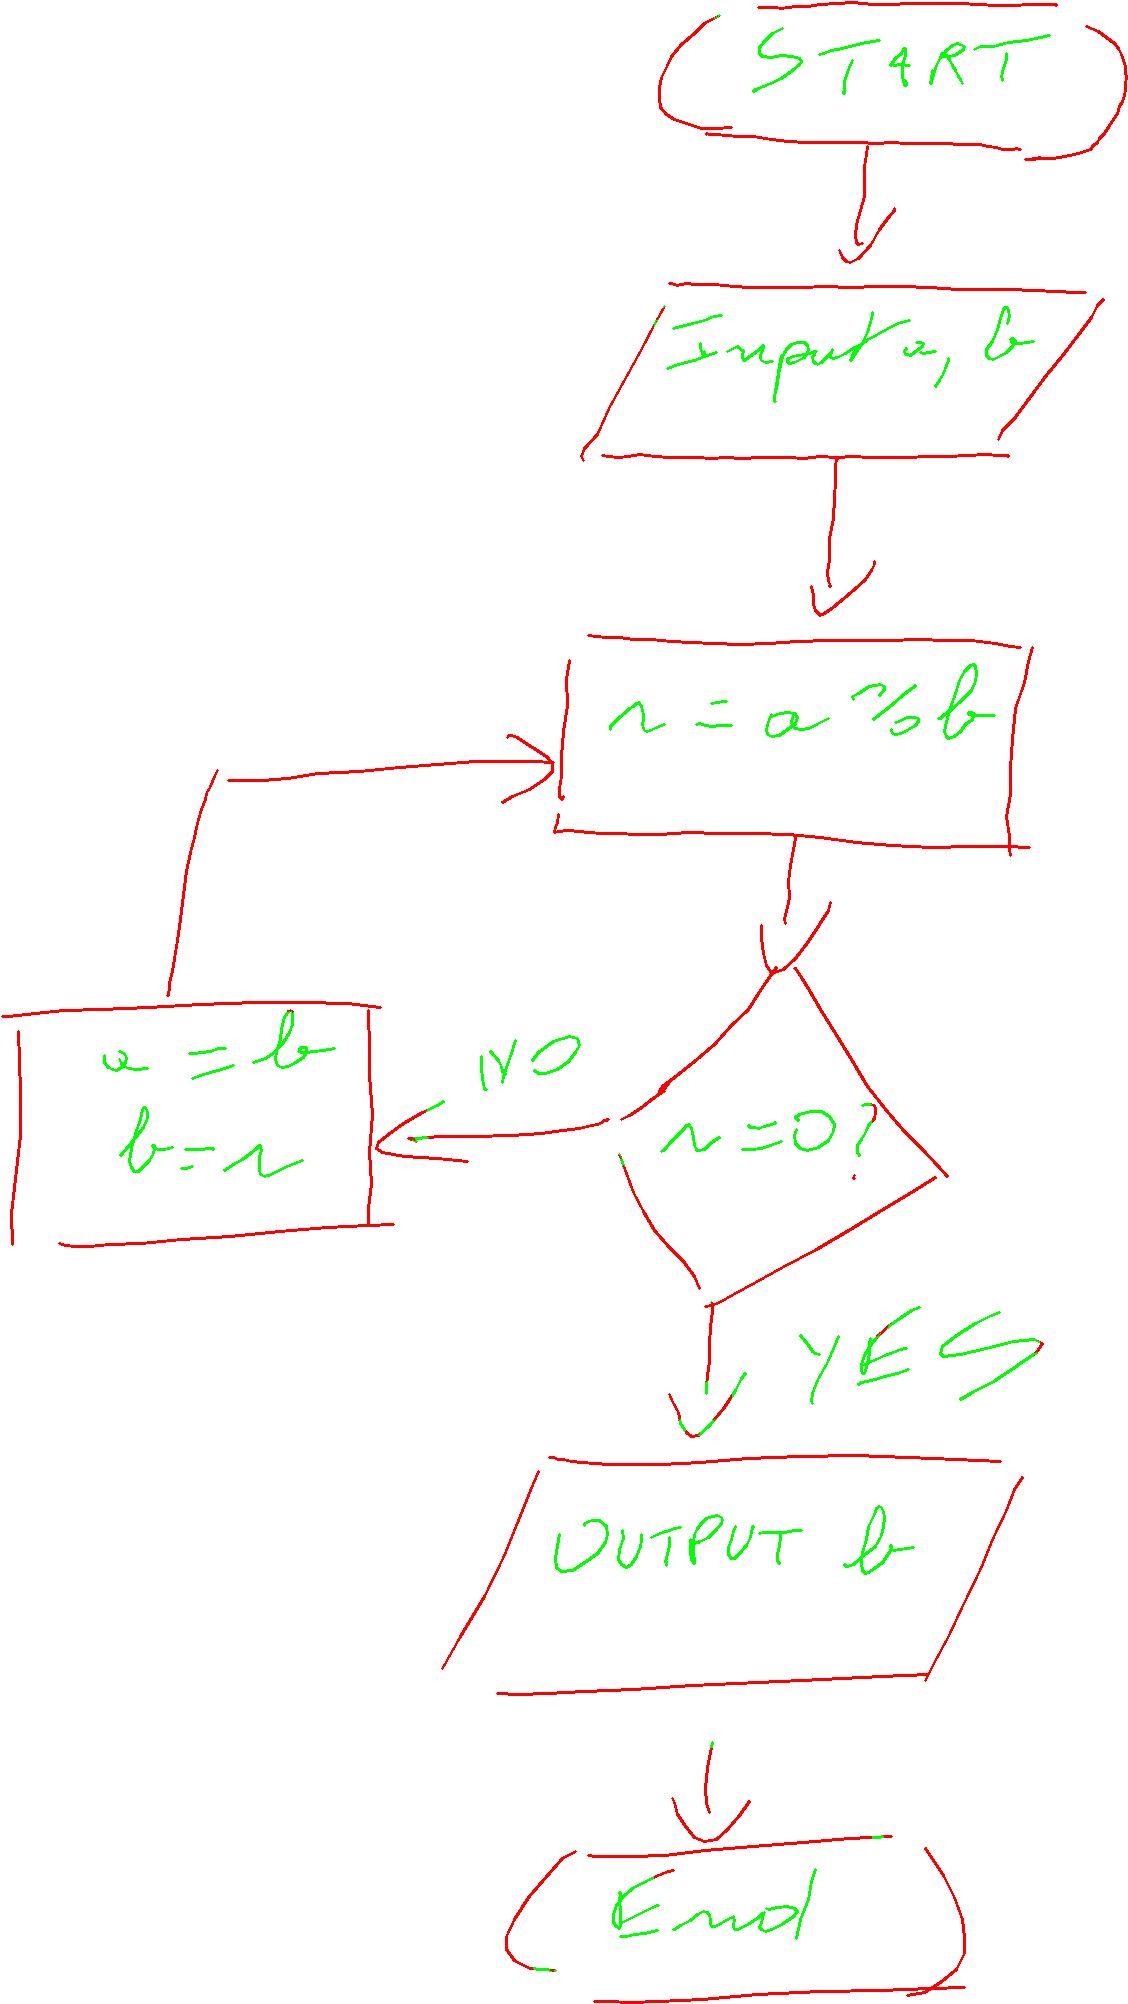 START
Input a, b
r = a % b
NO
a = b
b = r
r = 0?
YES
OUTPUT b
End